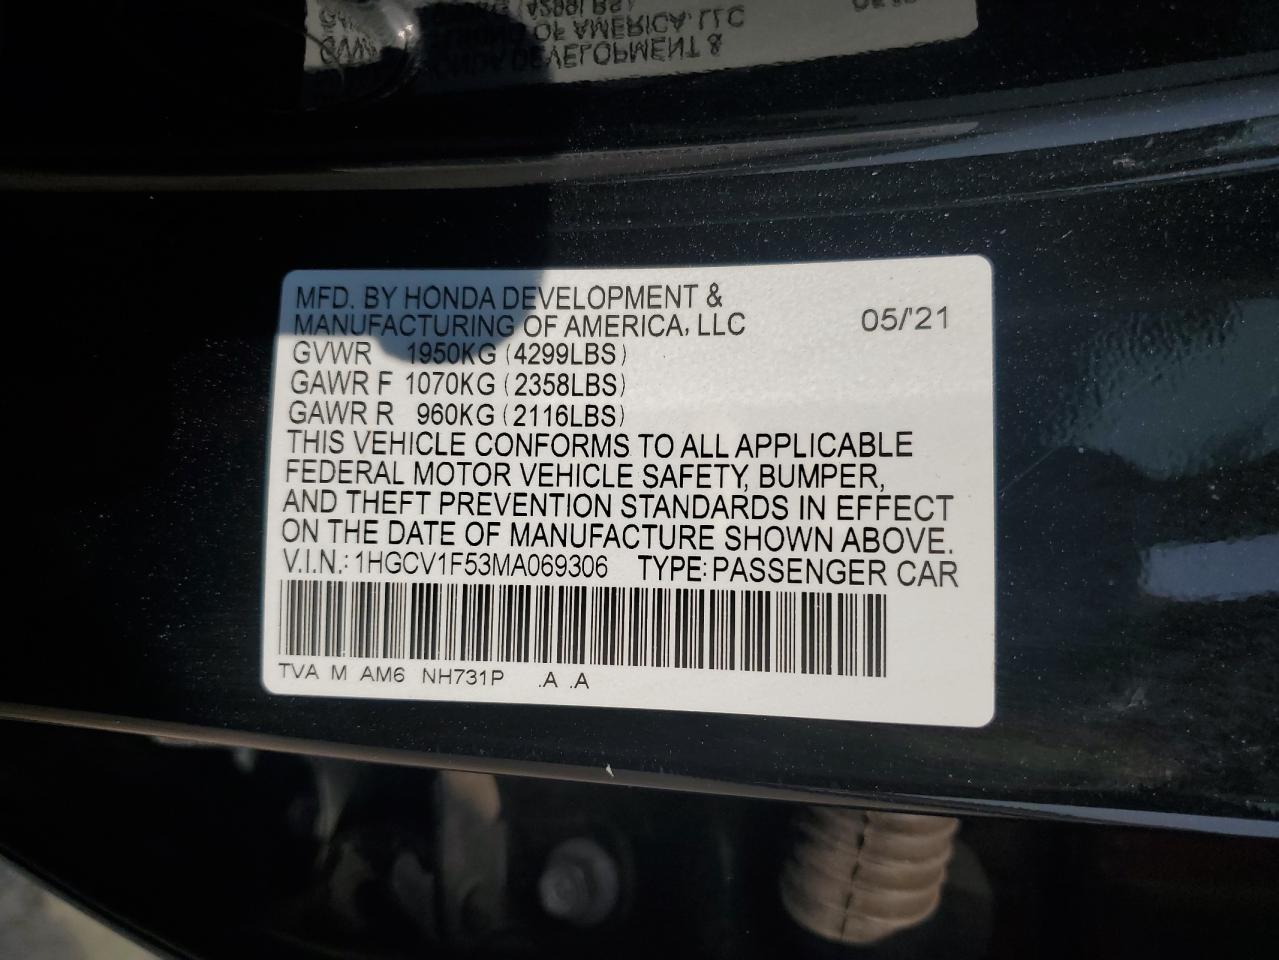 MFD. BY HONDA DEVELOPMENT &
MANUFACTURING OF AMERICA, LLC 05/'21
GVWR 1950KG (4299LBS)
GAWR F 1070KG (2358LBS)
GAWR R 960KG (2116LBS)
THIS VEHICLE CONFORMS TO ALL APPLICABLE
FEDERAL MOTOR VEHICLE SAFETY, BUMPER,
AND THEFT PREVENTION STANDARDS IN EFFECT
ON THE DATE OF MANUFACTURE SHOWN ABOVE.
V.I.N.: 1HGCV1F53MA069306 TYPE: PASSENGER CAR
TVA M AM6 NH731P .A .A